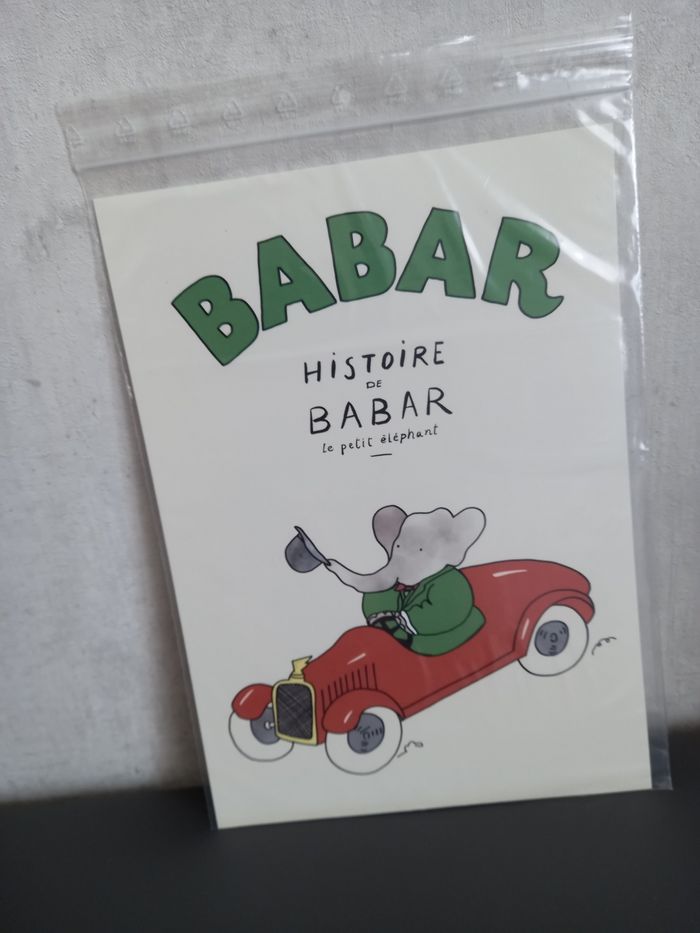 BABAR
HISTOIRE
DE
BABAR
le petit éléphant